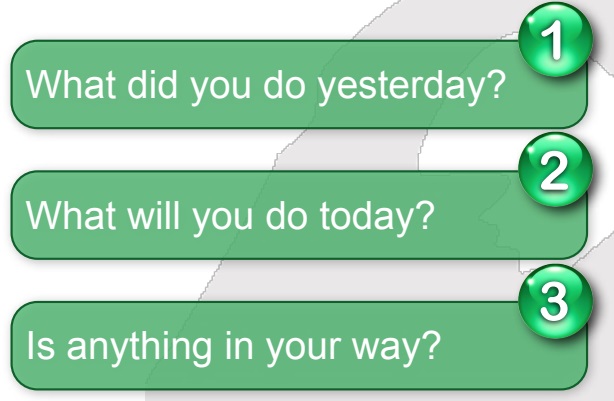 1
What did you do yesterday?
2
What will you do today?
3
Is anything in your way?